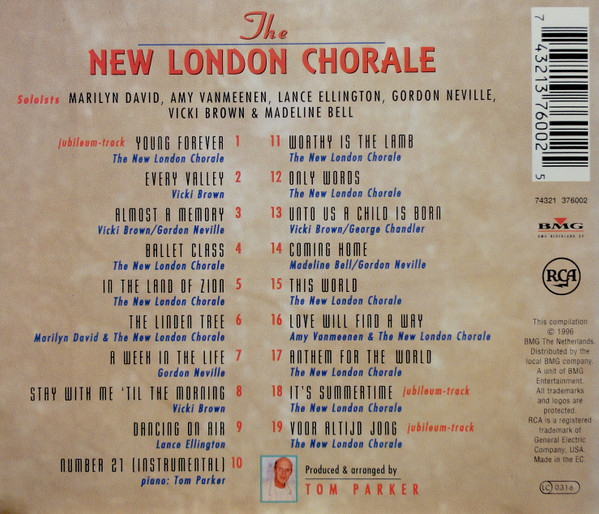 The
NEW LONDON CHORALE
Soloists MARILYN DAVID, AMY VANMEENEN, LANCE ELLINGTON, GORDON NEVILLE,
VICKI BROWN & MADELINE BELL
jubileum-track YOUNG FOREVER 1
The New London Chorale
EVERY VALLEY 2
Vicki Brown
ALMOST A MEMORY 3
Vicki Brown/Gordon Neville
BALLET CLASS 4
The New London Chorale
IN THE LAND OF ZION 5
The New London Chorale
THE LINDEN TREE 6
Marilyn David & The New London Chorale
A WEEK IN THE LIFE 7
Gordon Neville
STAY WITH ME 'TIL THE MORNING 8
Vicki Brown
DANCING ON AIR 9
Lance Ellington
NUMBER 21 (INSTRUMENTAL) 10
piano: Tom Parker
11 WORTHY IS THE LAMB
The New London Chorale
12 ONLY WORDS
The New London Chorale
13 UNTO US A CHILD IS BORN
Vicki Brown/George Chandler
14 COMING HOME
Madeline Bell/Gordon Neville
15 THIS WORLD
The New London Chorale
16 LOVE WILL FIND A WAY
Amy Vanmeenen & The New London Chorale
17 ANTHEM FOR THE WORLD
The New London Chorale
18 IT'S SUMMERTIME jubileum-track
The New London Chorale
19 VOOR ALTIJD JONG jubileum-track
The New London Chorale
Produced & arranged by
TOM PARKER
7 43213 76002 5
74321 376002
BMG
BMG NEDERLAND BV
RCA
This compilation
© 1996
BMG The Netherlands.
Distributed by the
local BMG company.
A unit of BMG
Entertainment.
All trademarks
and logos are
protected.
RCA is a registered
trademark of
General Electric
Company, USA.
Made in the EC.
LC 0316